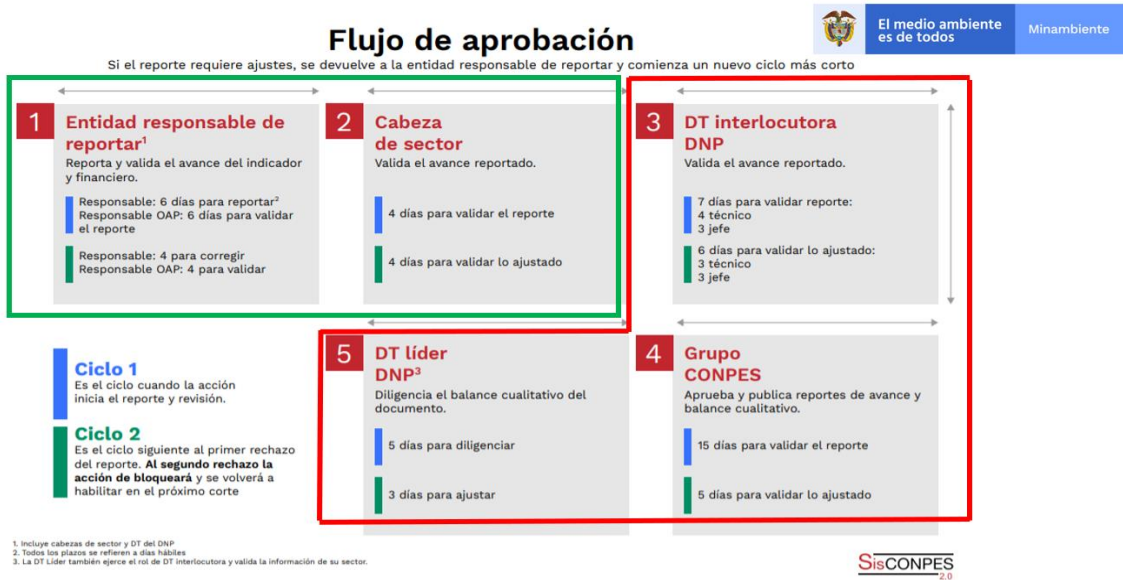 El medio ambiente
es de todos
Minambiente
Flujo de aprobación
Si el reporte requiere ajustes, se devuelve a la entidad responsable de reportar y comienza un nuevo ciclo más corto
1
Entidad responsable de
reportar¹
Reporta y valida el avance del indicador
y financiero.
Responsable: 6 días para reportar²
Responsable OAP: 6 días para validar
el reporte
Responsable: 4 para corregir
Responsable OAP: 4 para validar
2
Cabeza
de sector
Valida el avance reportado.
4 días para validar el reporte
4 días para validar lo ajustado
3
DT interlocutora
DNP
Valida el avance reportado.
7 días para validar reporte:
4 técnico
3 jefe
6 días para validar lo ajustado:
3 técnico
3 jefe
Ciclo 1
Es el ciclo cuando la acción
inicia el reporte y revisión.
Ciclo 2
Es el ciclo siguiente al primer rechazo
del reporte. Al segundo rechazo la
acción de bloqueará y se volverá a
habilitar en el próximo corte
5
DT líder
DNP³
Diligencia el balance cualitativo del
documento.
5 días para diligenciar
3 días para ajustar
4
Grupo
CONPES
Aprueba y publica reportes de avance y
balance cualitativo.
15 días para validar el reporte
5 días para validar lo ajustado
1. Incluye cabezas de sector y DT del DNP
2. Todos los plazos se refieren a días hábiles
3. La DT Líder también ejerce el rol de DT interlocutora y valida la información de su sector.
SisCONPES
2.0